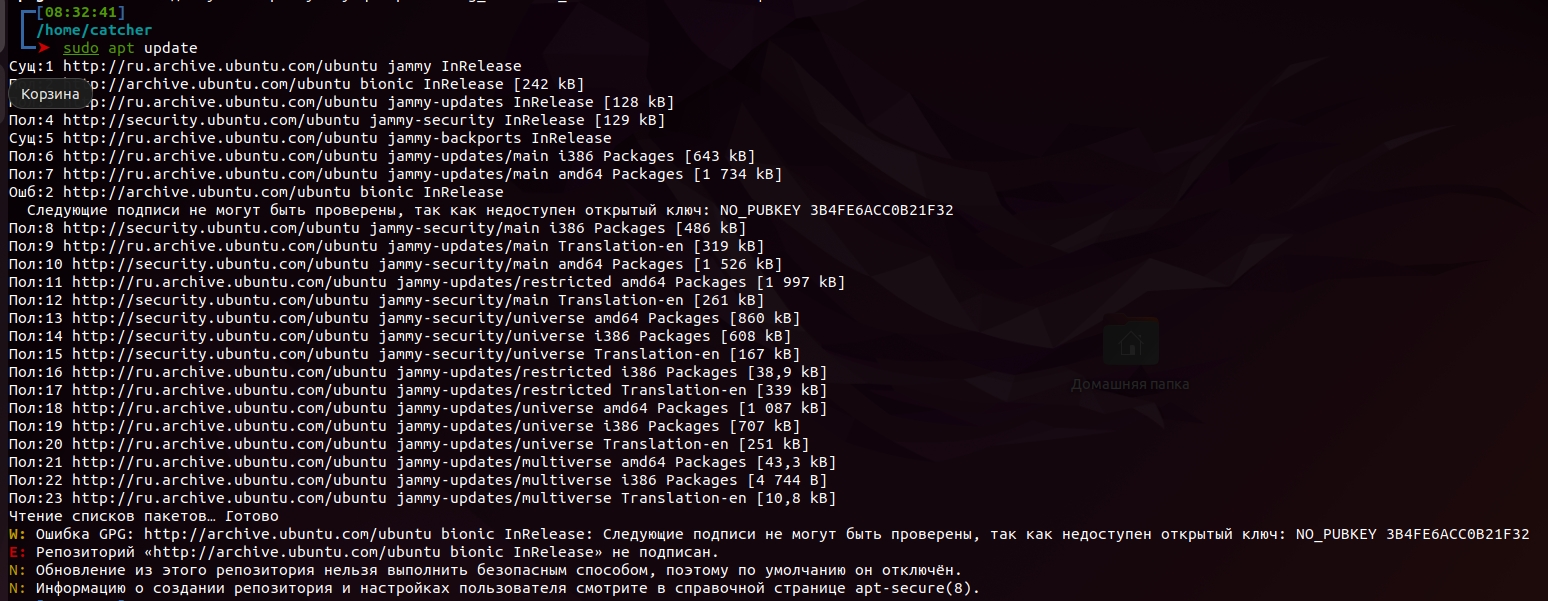 [08:32:41]
/home/catcher
➤ sudo apt update
Сущ:1 http://ru.archive.ubuntu.com/ubuntu jammy InRelease
p://archive.ubuntu.com/ubuntu bionic InRelease [242 kB]
Корзина
p://ru.archive.ubuntu.com/ubuntu jammy-updates InRelease [128 kB]
Пол:4 http://security.ubuntu.com/ubuntu jammy-security InRelease [129 kB]
Сущ:5 http://ru.archive.ubuntu.com/ubuntu jammy-backports InRelease
Пол:6 http://ru.archive.ubuntu.com/ubuntu jammy-updates/main i386 Packages [643 kB]
Пол:7 http://ru.archive.ubuntu.com/ubuntu jammy-updates/main amd64 Packages [1 734 kB]
Ошб:2 http://archive.ubuntu.com/ubuntu bionic InRelease
Следующие подписи не могут быть проверены, так как недоступен открытый ключ: NO_PUBKEY 3B4FE6ACC0B21F32
Пол:8 http://security.ubuntu.com/ubuntu jammy-security/main i386 Packages [486 kB]
Пол:9 http://ru.archive.ubuntu.com/ubuntu jammy-updates/main Translation-en [319 kB]
Пол:10 http://security.ubuntu.com/ubuntu jammy-security/main amd64 Packages [1 526 kB]
Пол:11 http://ru.archive.ubuntu.com/ubuntu jammy-updates/restricted amd64 Packages [1 997 kB]
Пол:12 http://security.ubuntu.com/ubuntu jammy-security/main Translation-en [261 kB]
Пол:13 http://security.ubuntu.com/ubuntu jammy-security/universe amd64 Packages [860 kB]
Пол:14 http://security.ubuntu.com/ubuntu jammy-security/universe i386 Packages [608 kB]
Пол:15 http://security.ubuntu.com/ubuntu jammy-security/universe Translation-en [167 kB]
Пол:16 http://ru.archive.ubuntu.com/ubuntu jammy-updates/restricted i386 Packages [38,9 kB]
Пол:17 http://ru.archive.ubuntu.com/ubuntu jammy-updates/restricted Translation-en [339 kB]
Домашняя папка
Пол:18 http://ru.archive.ubuntu.com/ubuntu jammy-updates/universe amd64 Packages [1 087 kB]
Пол:19 http://ru.archive.ubuntu.com/ubuntu jammy-updates/universe i386 Packages [707 kB]
Пол:20 http://ru.archive.ubuntu.com/ubuntu jammy-updates/universe Translation-en [251 kB]
Пол:21 http://ru.archive.ubuntu.com/ubuntu jammy-updates/multiverse amd64 Packages [43,3 kB]
Пол:22 http://ru.archive.ubuntu.com/ubuntu jammy-updates/multiverse i386 Packages [4 744 B]
Пол:23 http://ru.archive.ubuntu.com/ubuntu jammy-updates/multiverse Translation-en [10,8 kB]
Чтение списков пакетов… Готово
W: Ошибка GPG: http://archive.ubuntu.com/ubuntu bionic InRelease: Следующие подписи не могут быть проверены, так как недоступен открытый ключ: NO_PUBKEY 3B4FE6ACC0B21F32
E: Репозиторий «http://archive.ubuntu.com/ubuntu bionic InRelease» не подписан.
N: Обновление из этого репозитория нельзя выполнить безопасным способом, поэтому по умолчанию он отключён.
N: Информацию о создании репозитория и настройках пользователя смотрите в справочной странице apt-secure(8).